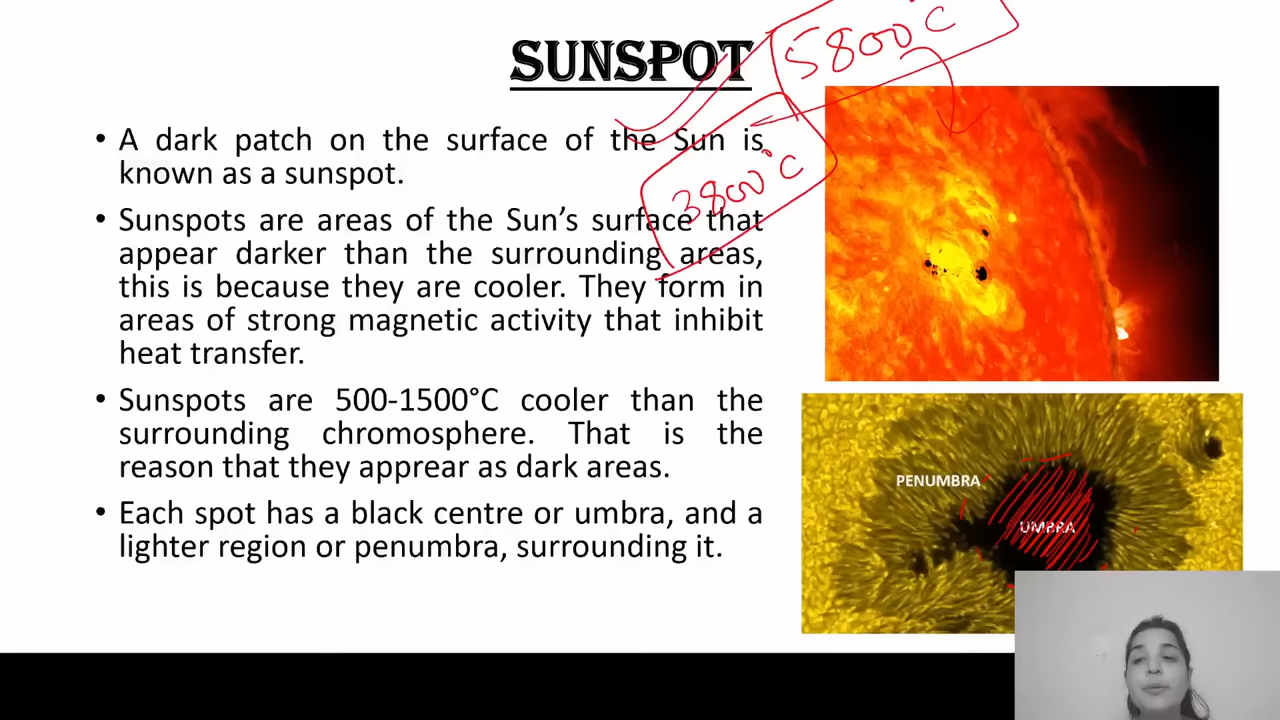 SUNSPOT
5800°C
3800°C
• A dark patch on the surface of the Sun is
known as a sunspot.
• Sunspots are areas of the Sun's surface that
appear darker than the surrounding areas,
this is because they are cooler. They form in
areas of strong magnetic activity that inhibit
heat transfer.
• Sunspots are 500-1500°C cooler than the
surrounding chromosphere. That is the
reason that they apprear as dark areas.
• Each spot has a black centre or umbra, and a
lighter region or penumbra, surrounding it.
PENUMBRA
UMBRA